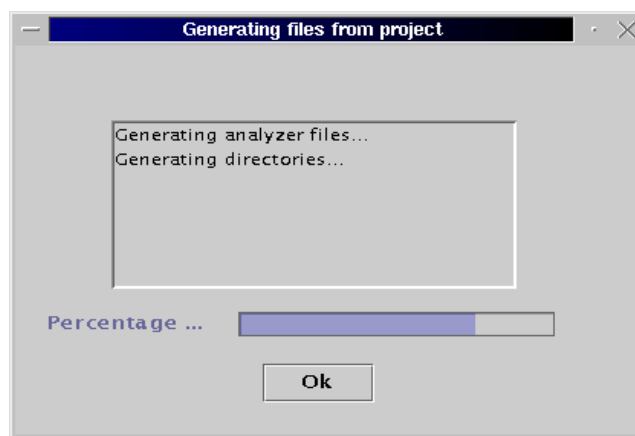 Generating files from project
Generating analyzer files...
Generating directories...
Percentage ...
Ok